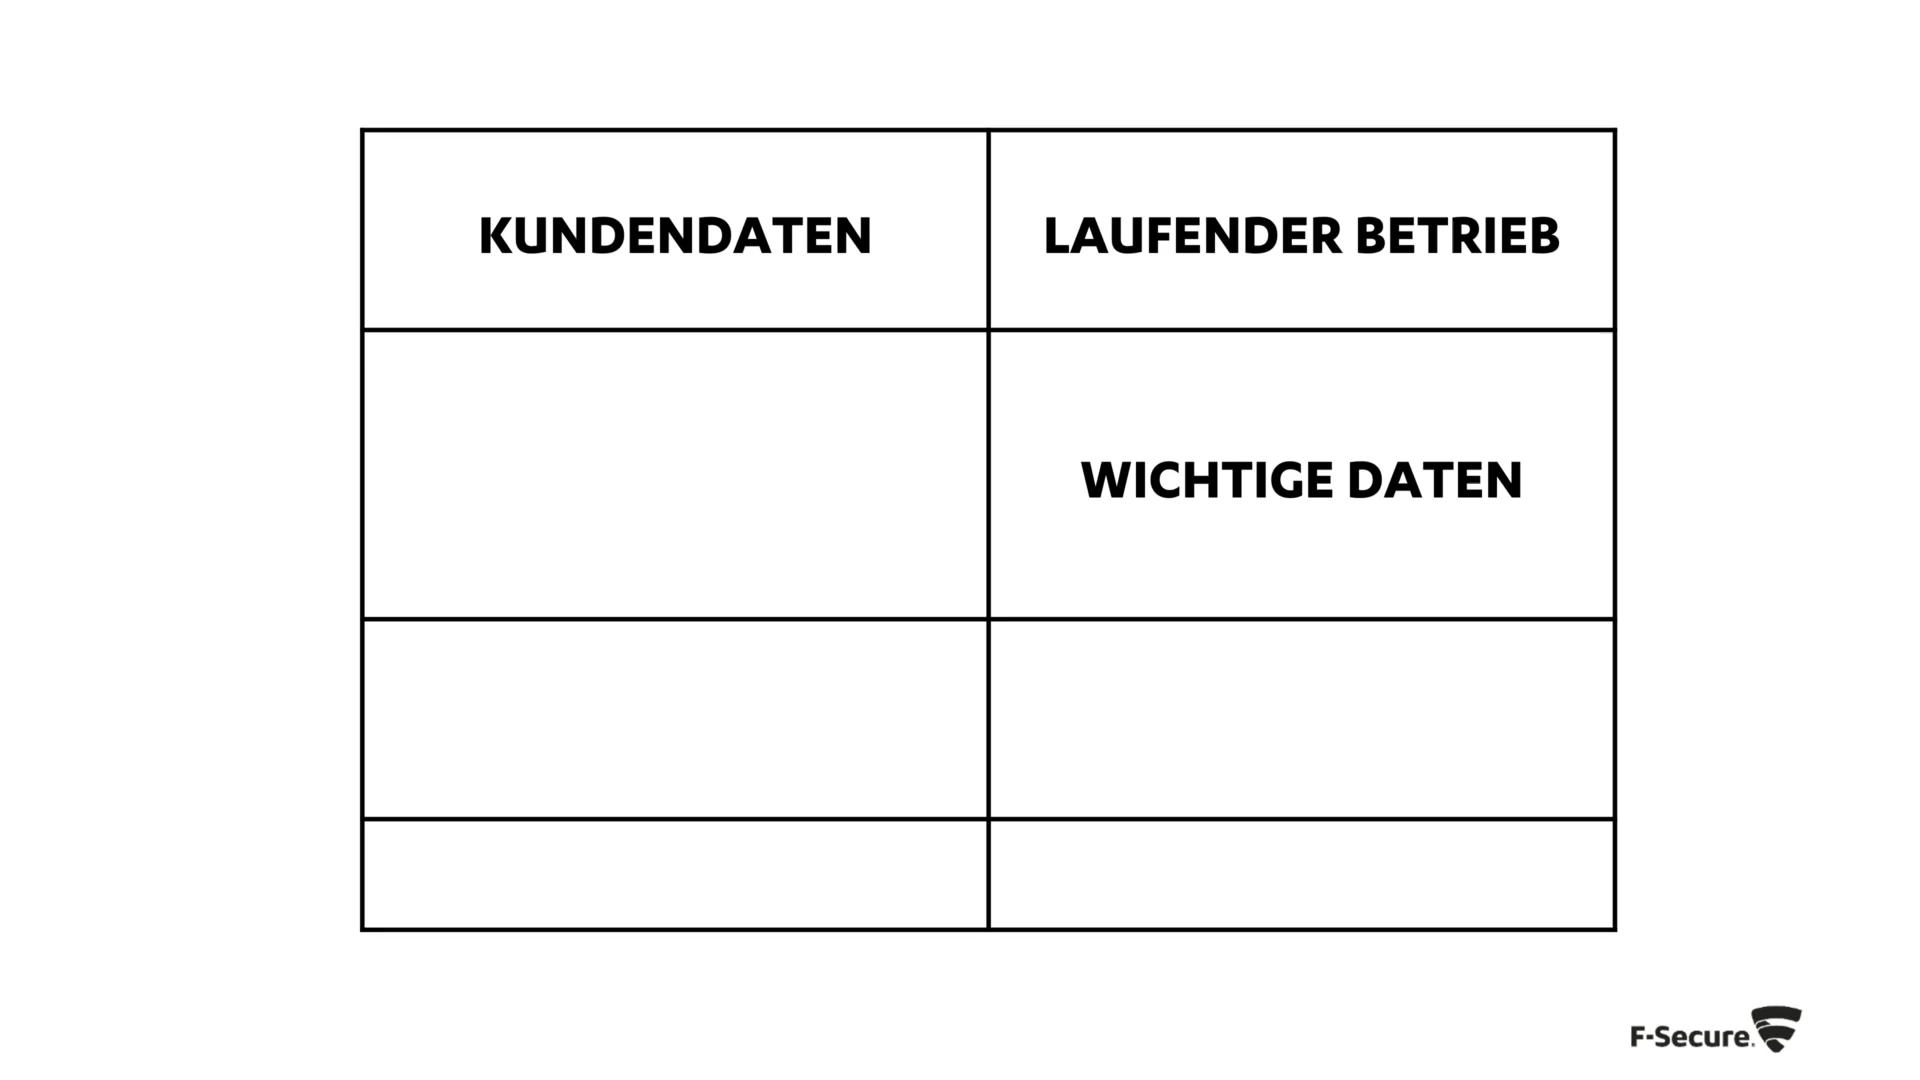 KUNDENDATEN
LAUFENDER BETRIEB
WICHTIGE DATEN
F-Secure.